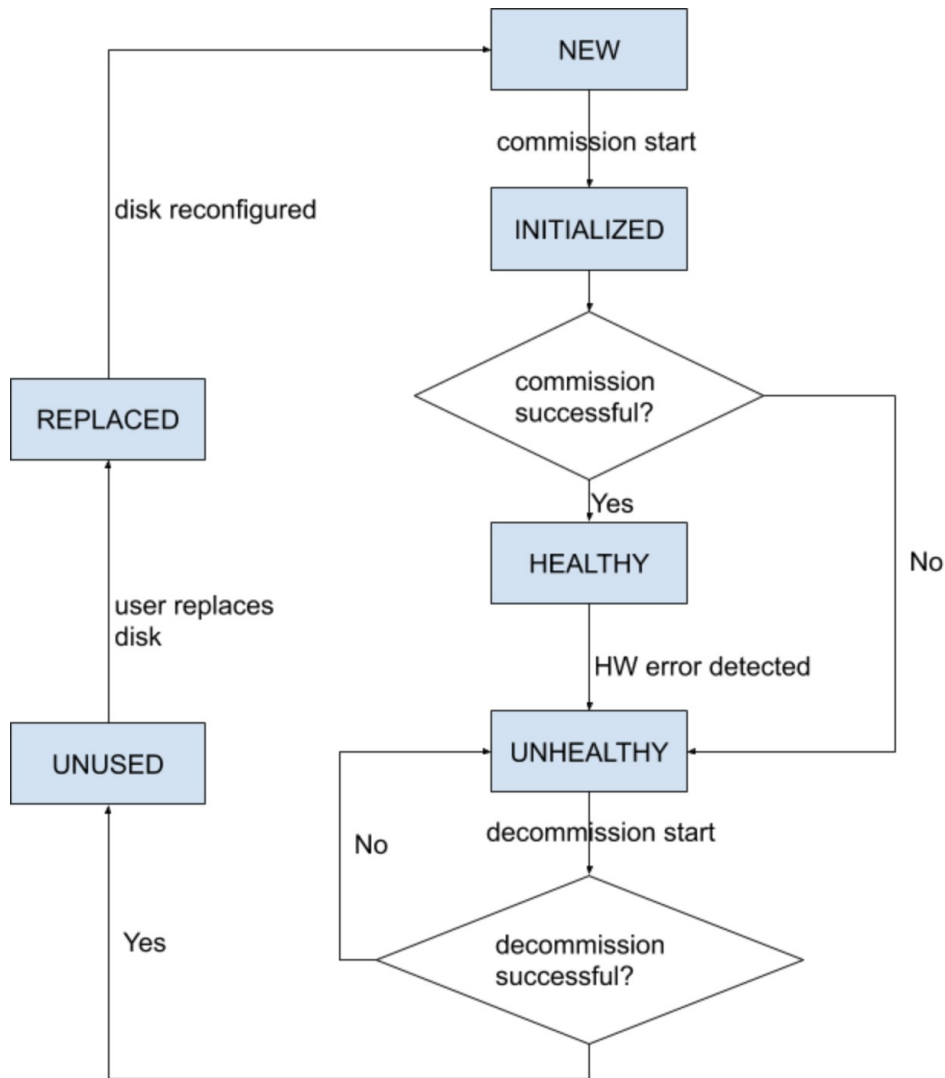 NEW
commission start
disk reconfigured
INITIALIZED
commission
successful?
REPLACED
Yes
HEALTHY
No
user replaces
disk
HW error detected
UNUSED
UNHEALTHY
decommission start
No
Yes
decommission
successful?